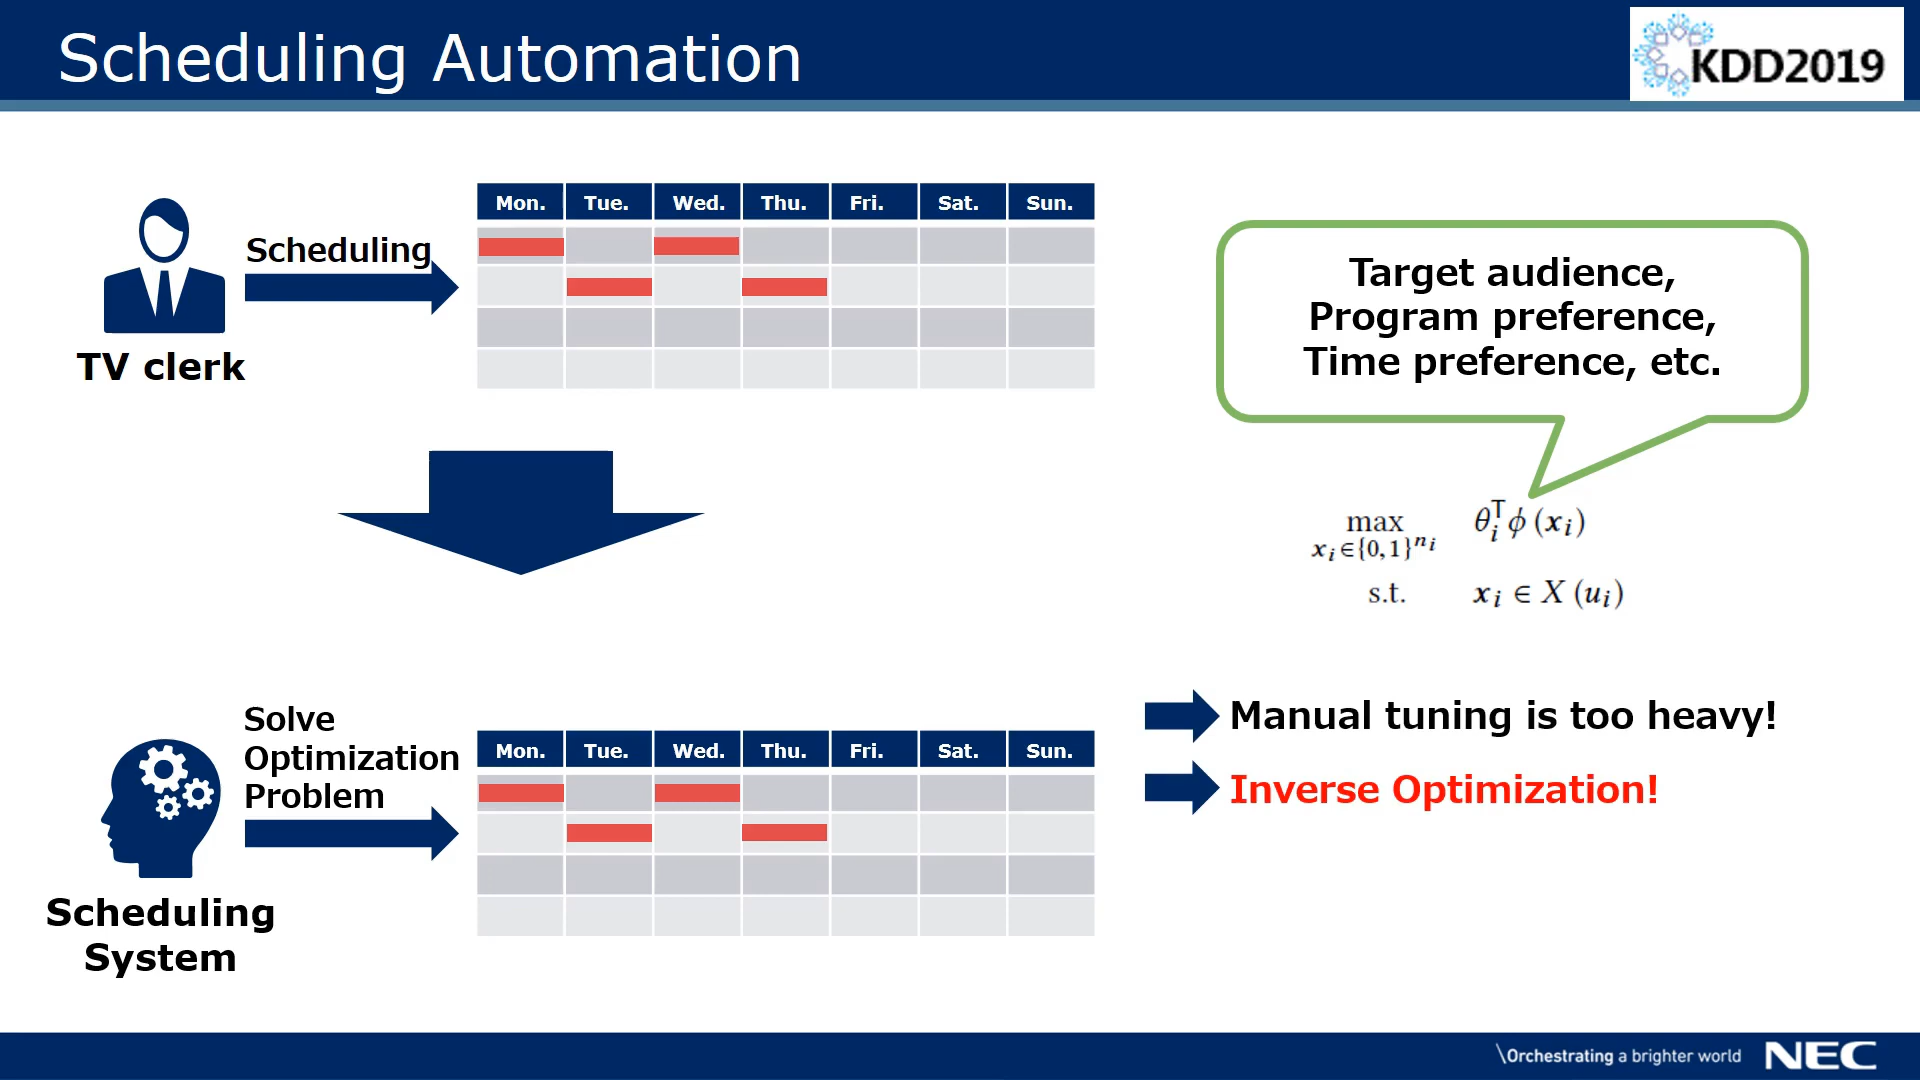 Scheduling Automation
KDD2019
Mon. Tue. Wed. Thu. Fri. Sat. Sun.
Scheduling
TV clerk
Target audience,
Program preference,
Time preference, etc.
max θ_i^T ϕ (x_i)
x_i∈{0,1}^{n_i}
s.t. x_i ∈ X (u_i)
Solve
Optimization
Problem
Mon. Tue. Wed. Thu. Fri. Sat. Sun.
Scheduling
System
Manual tuning is too heavy!
Inverse Optimization!
\Orchestrating a brighter world NEC